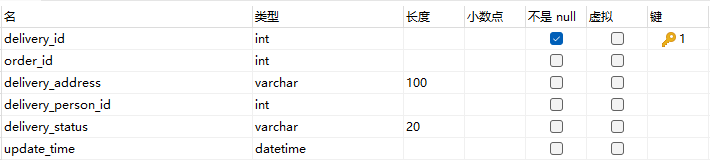 名 类型 长度 小数点 不是 null 虚拟 键
delivery_id int 1
order_id int
delivery_address varchar 100
delivery_person_id int
delivery_status varchar 20
update_time datetime